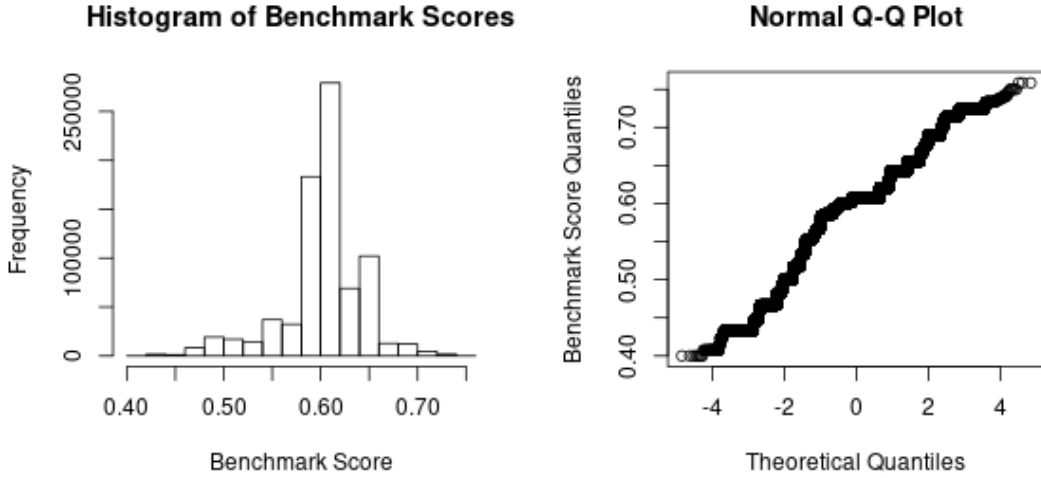 Histogram of Benchmark Scores
Frequency
0
100000
250000
0.40 0.50 0.60 0.70
Benchmark Score
Normal Q-Q Plot
Benchmark Score Quantiles
0.40 0.50 0.60 0.70
-4 -2 0 2 4
Theoretical Quantiles